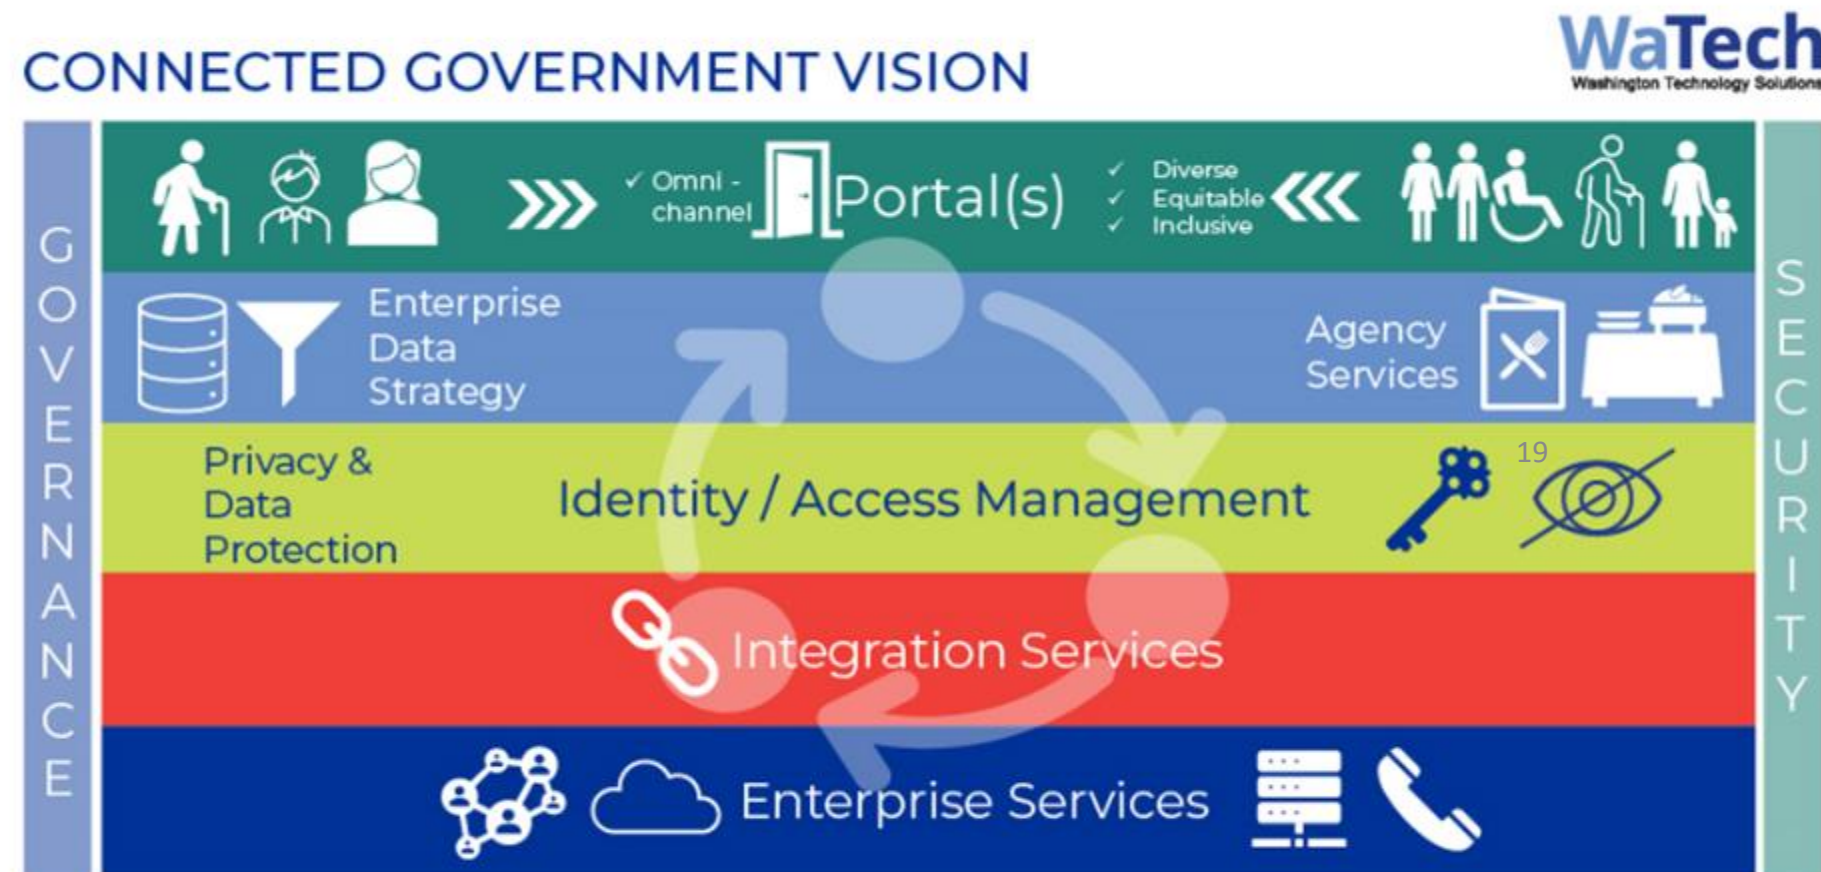 CONNECTED GOVERNMENT VISION
WaTech
Washington Technology Solutions
GOVERNANCE
✓ Omni -
channel
Portal(s)
✓ Diverse
✓ Equitable
✓ Inclusive
SECURITY
Enterprise
Data
Strategy
Agency
Services
Privacy &
Data
Protection
Identity / Access Management
19
Integration Services
Enterprise Services